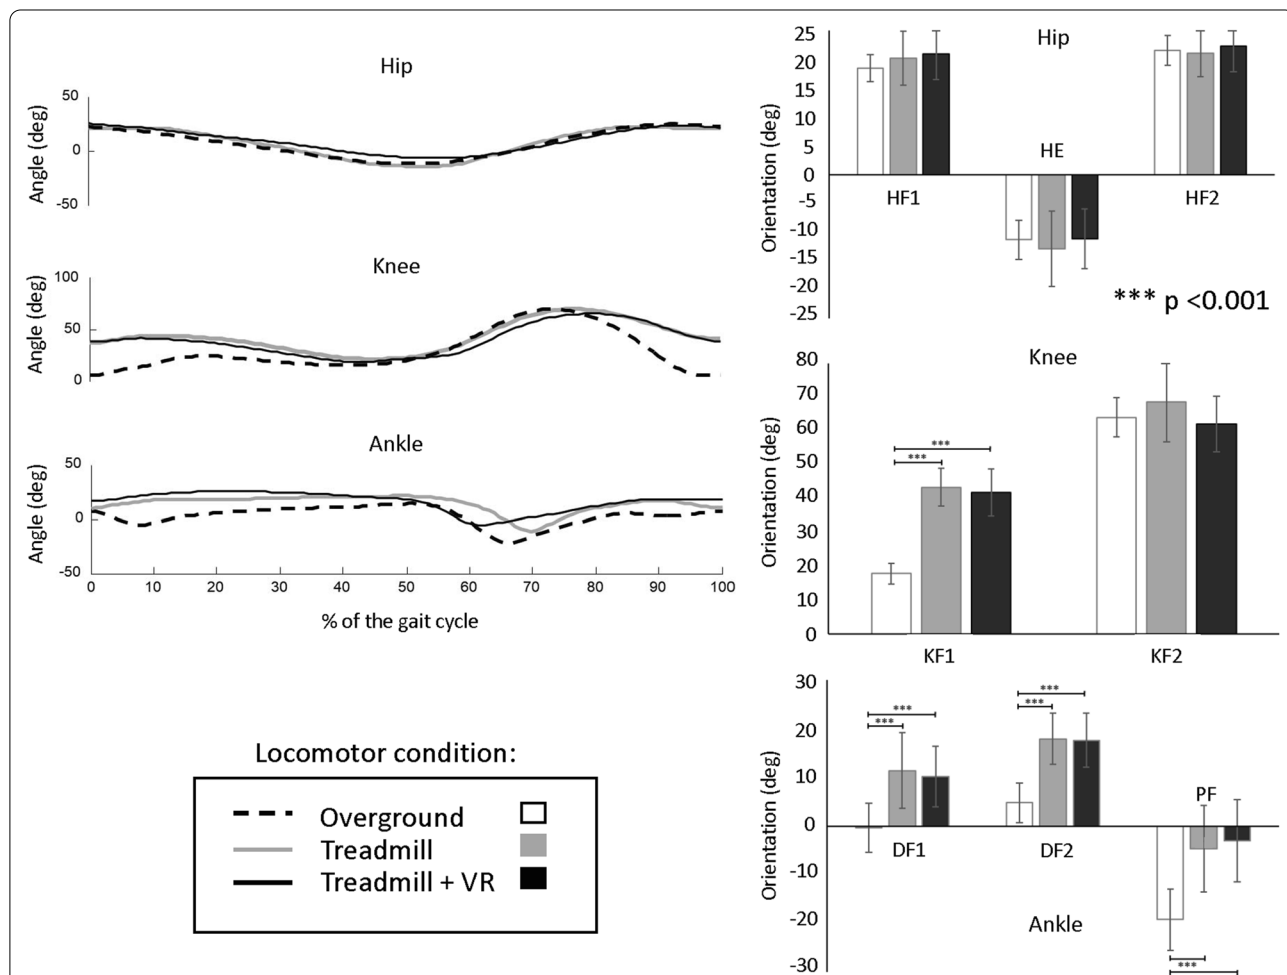 Hip
Angle (deg)
50
0
-50
Knee
Angle (deg)
100
50
0
Ankle
Angle (deg)
50
0
-50
0 10 20 30 40 50 60 70 80 90 100
% of the gait cycle
Locomotor condition:
Overground
Treadmill
Treadmill + VR
Hip
Orientation (deg)
25
20
15
10
5
0
-5
-10
-15
-20
25
HE
HF1
HF2
*** p <0.001
Knee
Orientation (deg)
80
70
60
50
40
30
20
10
0
***
***
KF1
KF2
Orientation (deg)
30
20
10
0
-10
-20
-30
***
***
***
***
PF
DF1
DF2
Ankle
***